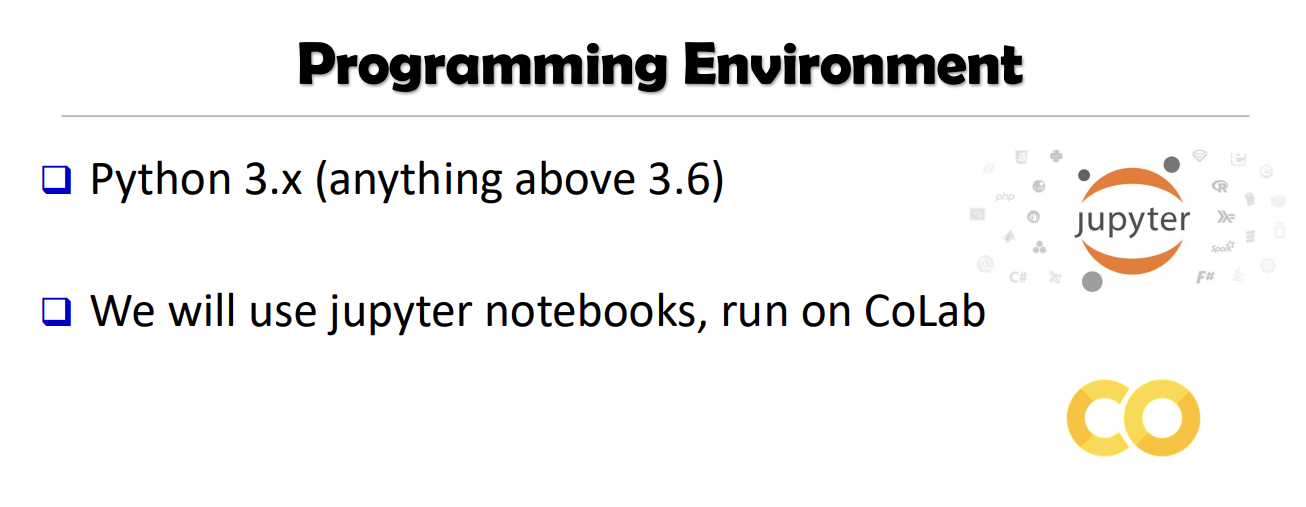 Programming Environment
Python 3.x (anything above 3.6)
We will use jupyter notebooks, run on CoLab
JS
php
jupyter
R
Spark
C#
F#
CO